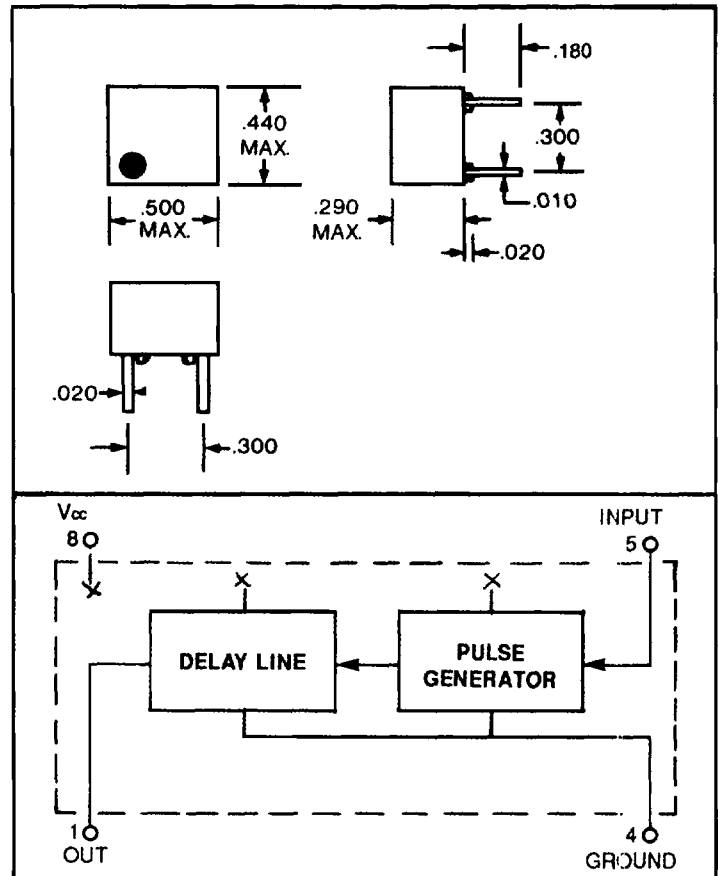 .180
.440
MAX.
.300
.500
MAX.
.290
MAX.
.010
.020
.020
.300
Vcc
8
INPUT
5
DELAY LINE
PULSE
GENERATOR
1
OUT
4
GROUND